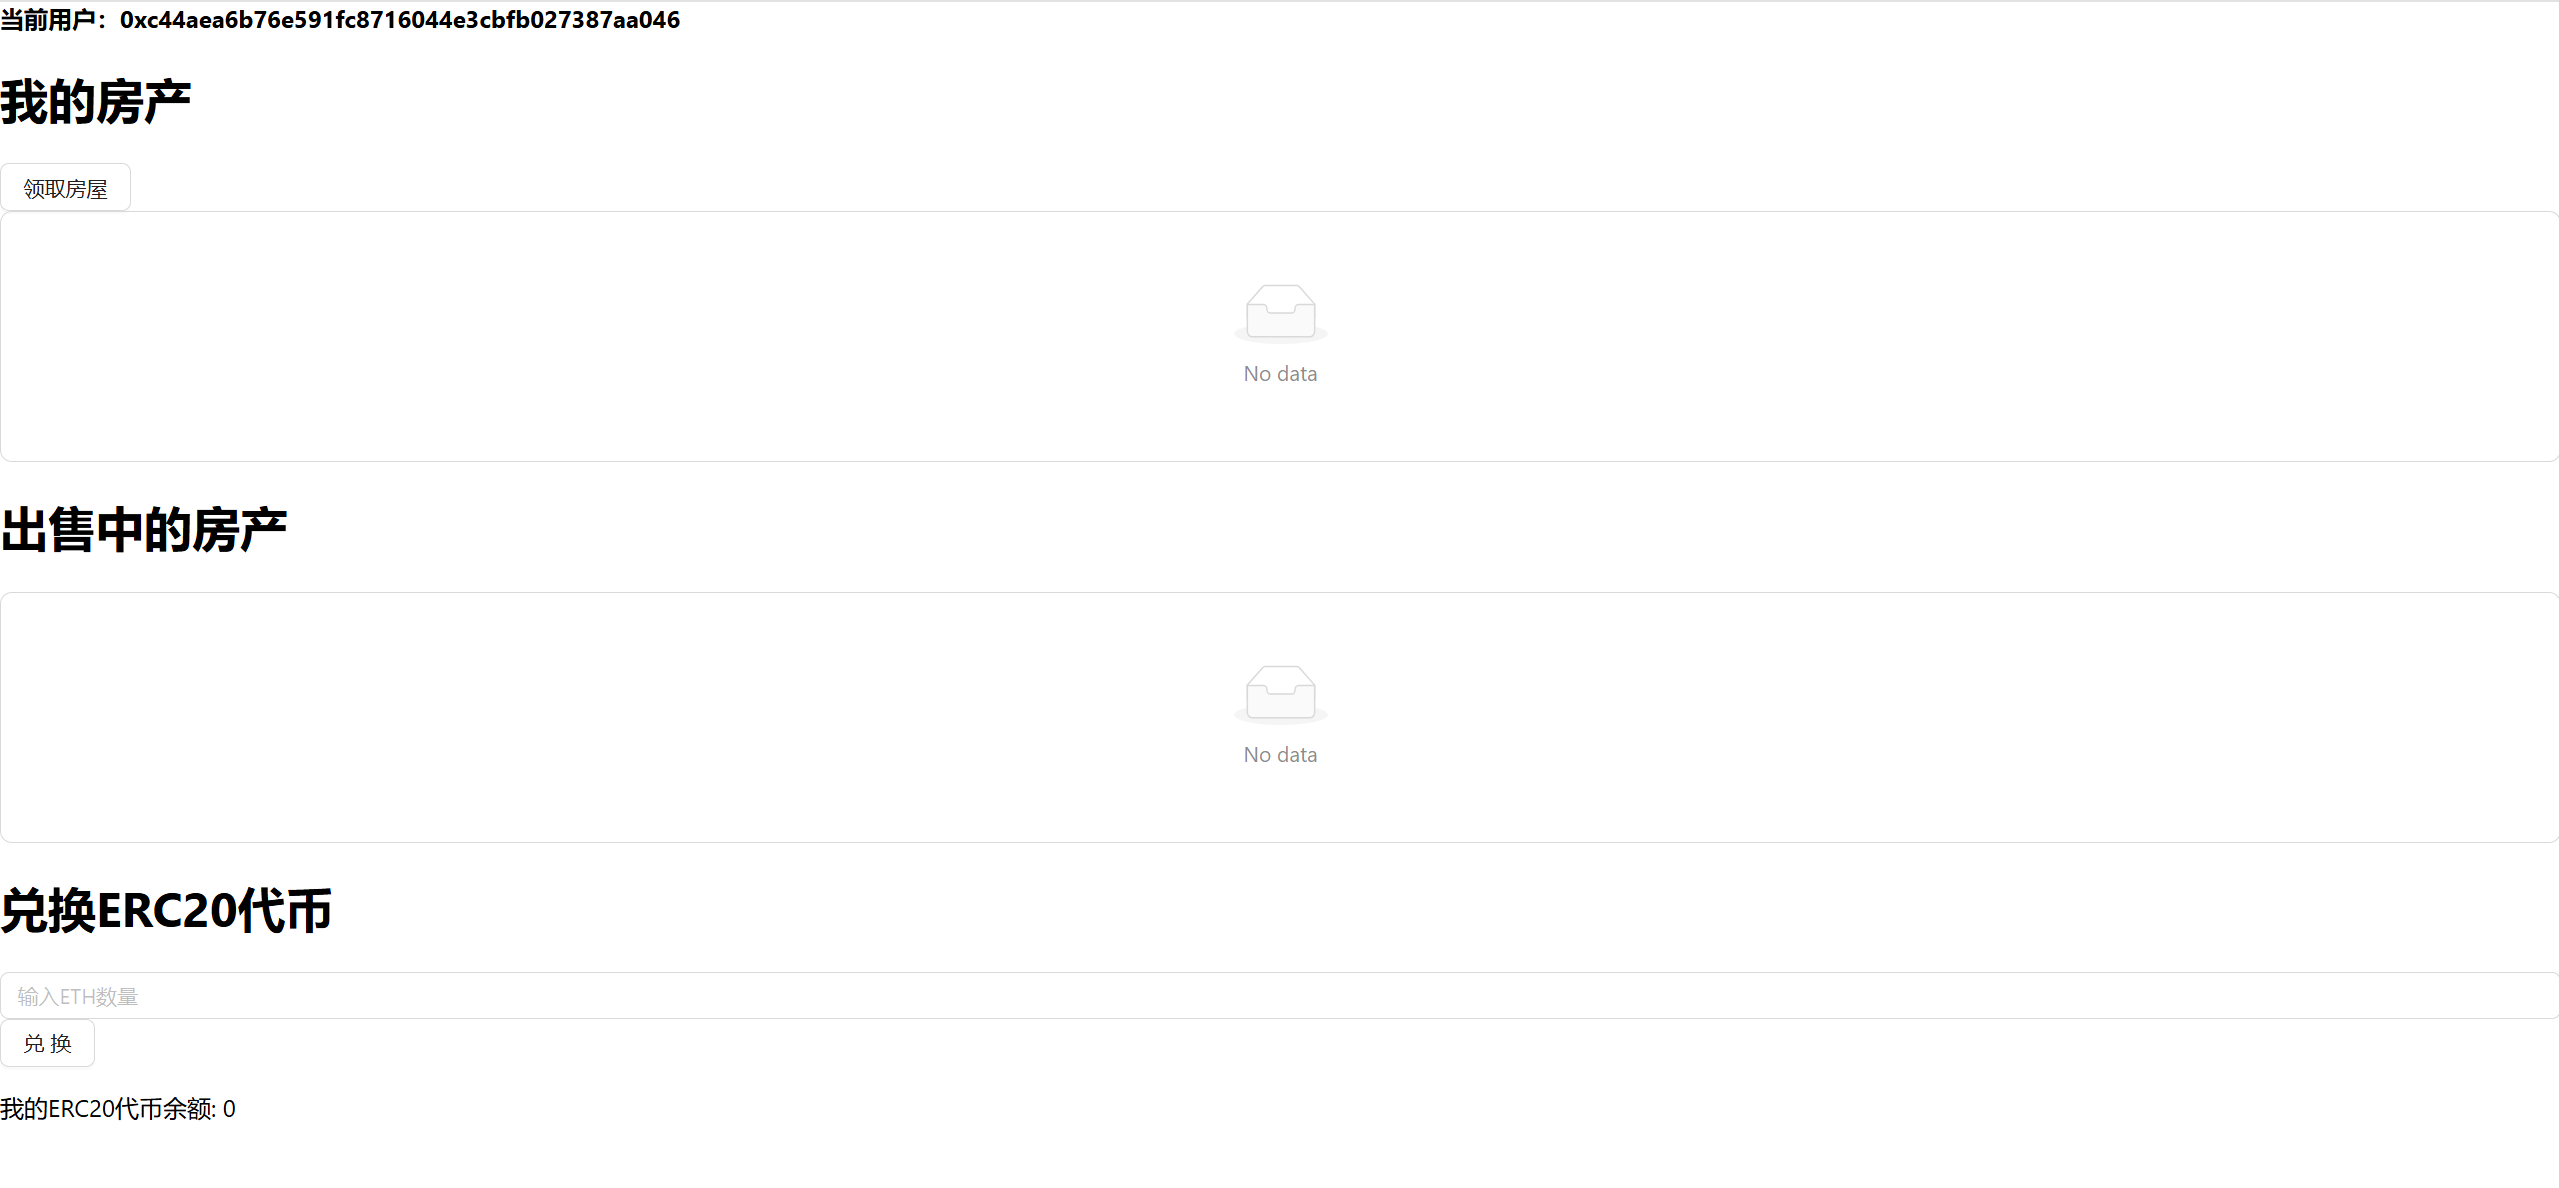 当前用户：0xc44aea6b76e591fc8716044e3cbfb027387aa046
我的房产
领取房屋
No data
出售中的房产
No data
兑换ERC20代币
输入ETH数量
兑 换
我的ERC20代币余额: 0